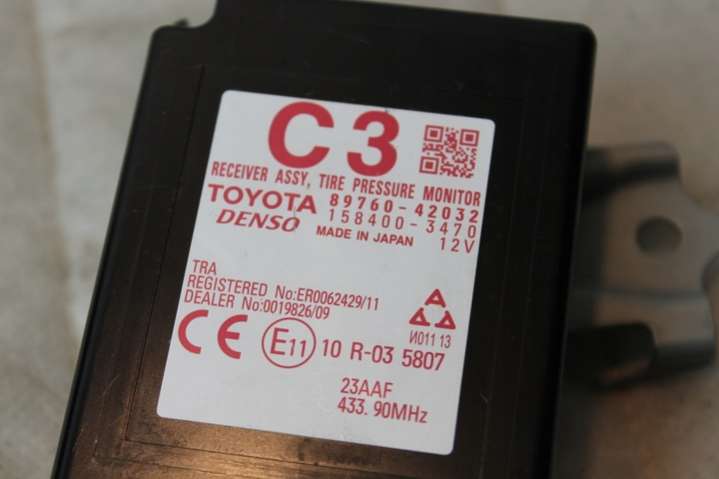 C3
RECEIVER ASSY, TIRE PRESSURE MONITOR
TOYOTA 89760-42032
DENSO 158400-3470
MADE IN JAPAN 12V
TRA
REGISTERED No:ER0062429/11
DEALER No:0019826/09
CE E11 10 R-03 5807
И011 13
23AAF
433.90MHz